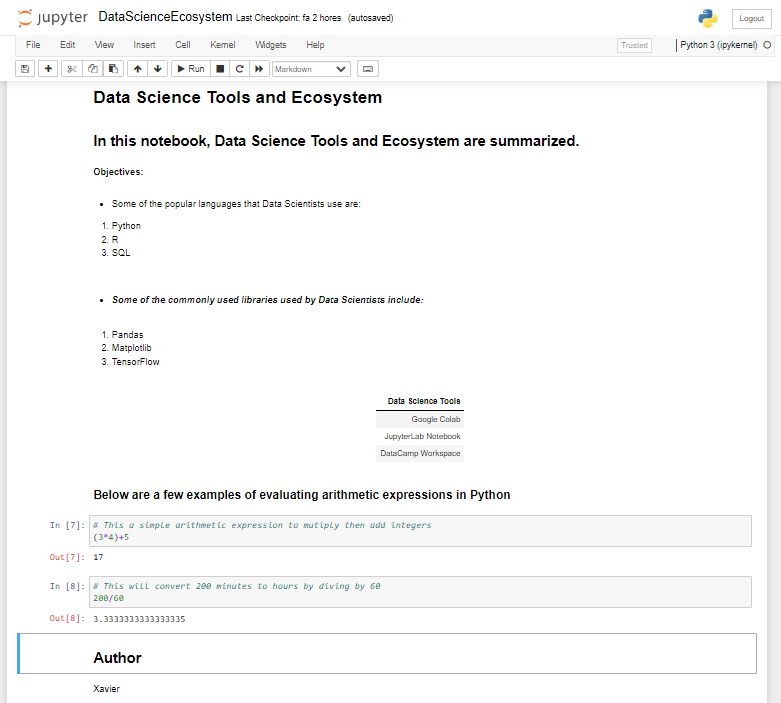 jupyter DataScienceEcosystem Last Checkpoint: fa 2 hores (autosaved) Logout
File Edit View Insert Cell Kernel Widgets Help Trusted Python 3 (ipykernel)
Run Markdown
Data Science Tools and Ecosystem
In this notebook, Data Science Tools and Ecosystem are summarized.
Objectives:
• Some of the popular languages that Data Scientists use are:
1. Python
2. R
3. SQL
• Some of the commonly used libraries used by Data Scientists include:
1. Pandas
2. Matplotlib
3. TensorFlow
Data Science Tools
Google Colab
JupyterLab Notebook
DataCamp Workspace
Below are a few examples of evaluating arithmetic expressions in Python
In [7]: # This a simple arithmetic expression to mutiply then add integers
(3*4)+5
Out[7]: 17
In [8]: # This will convert 200 minutes to hours by diving by 60
200/60
Out[8]: 3.3333333333333335
Author
Xavier